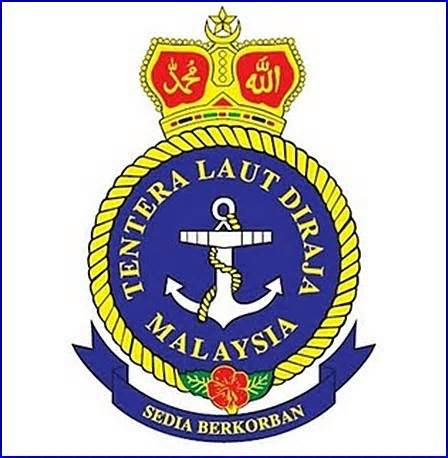 محمد الله
TENTERA LAUT DIRAJA
MALAYSIA
SEDIA BERKORBAN